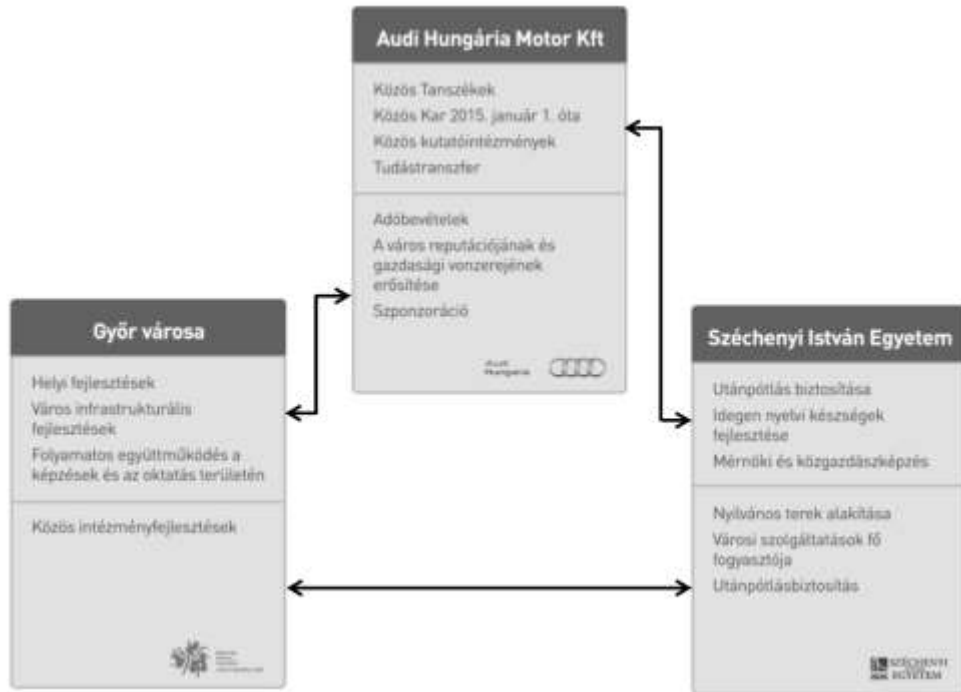 Audi Hungária Motor Kft
Közös Tanszékek
Közös Kar 2015. január 1. óta
Közös kutatóintézmények
Tudástranszfer
Adóbevételek
A város reputációjának és
gazdasági vonzerejének
erősítése
Szponzoráció
Audi
Hungaria
Győr városa
Helyi fejlesztések
Város infrastrukturális
fejlesztések
Folyamatos együttműködés a
képzések és az oktatás területén
Közös intézményfejlesztések
Széchenyi István Egyetem
Utánpótlás biztosítása
Idegen nyelvi készségek
fejlesztése
Mérnöki és közgazdászképzés
Nyilvános terek alakítása
Városi szolgáltatások fő
fogyasztója
Utánpótlásbiztosítás
SZÉCHENYI
EGYETEM